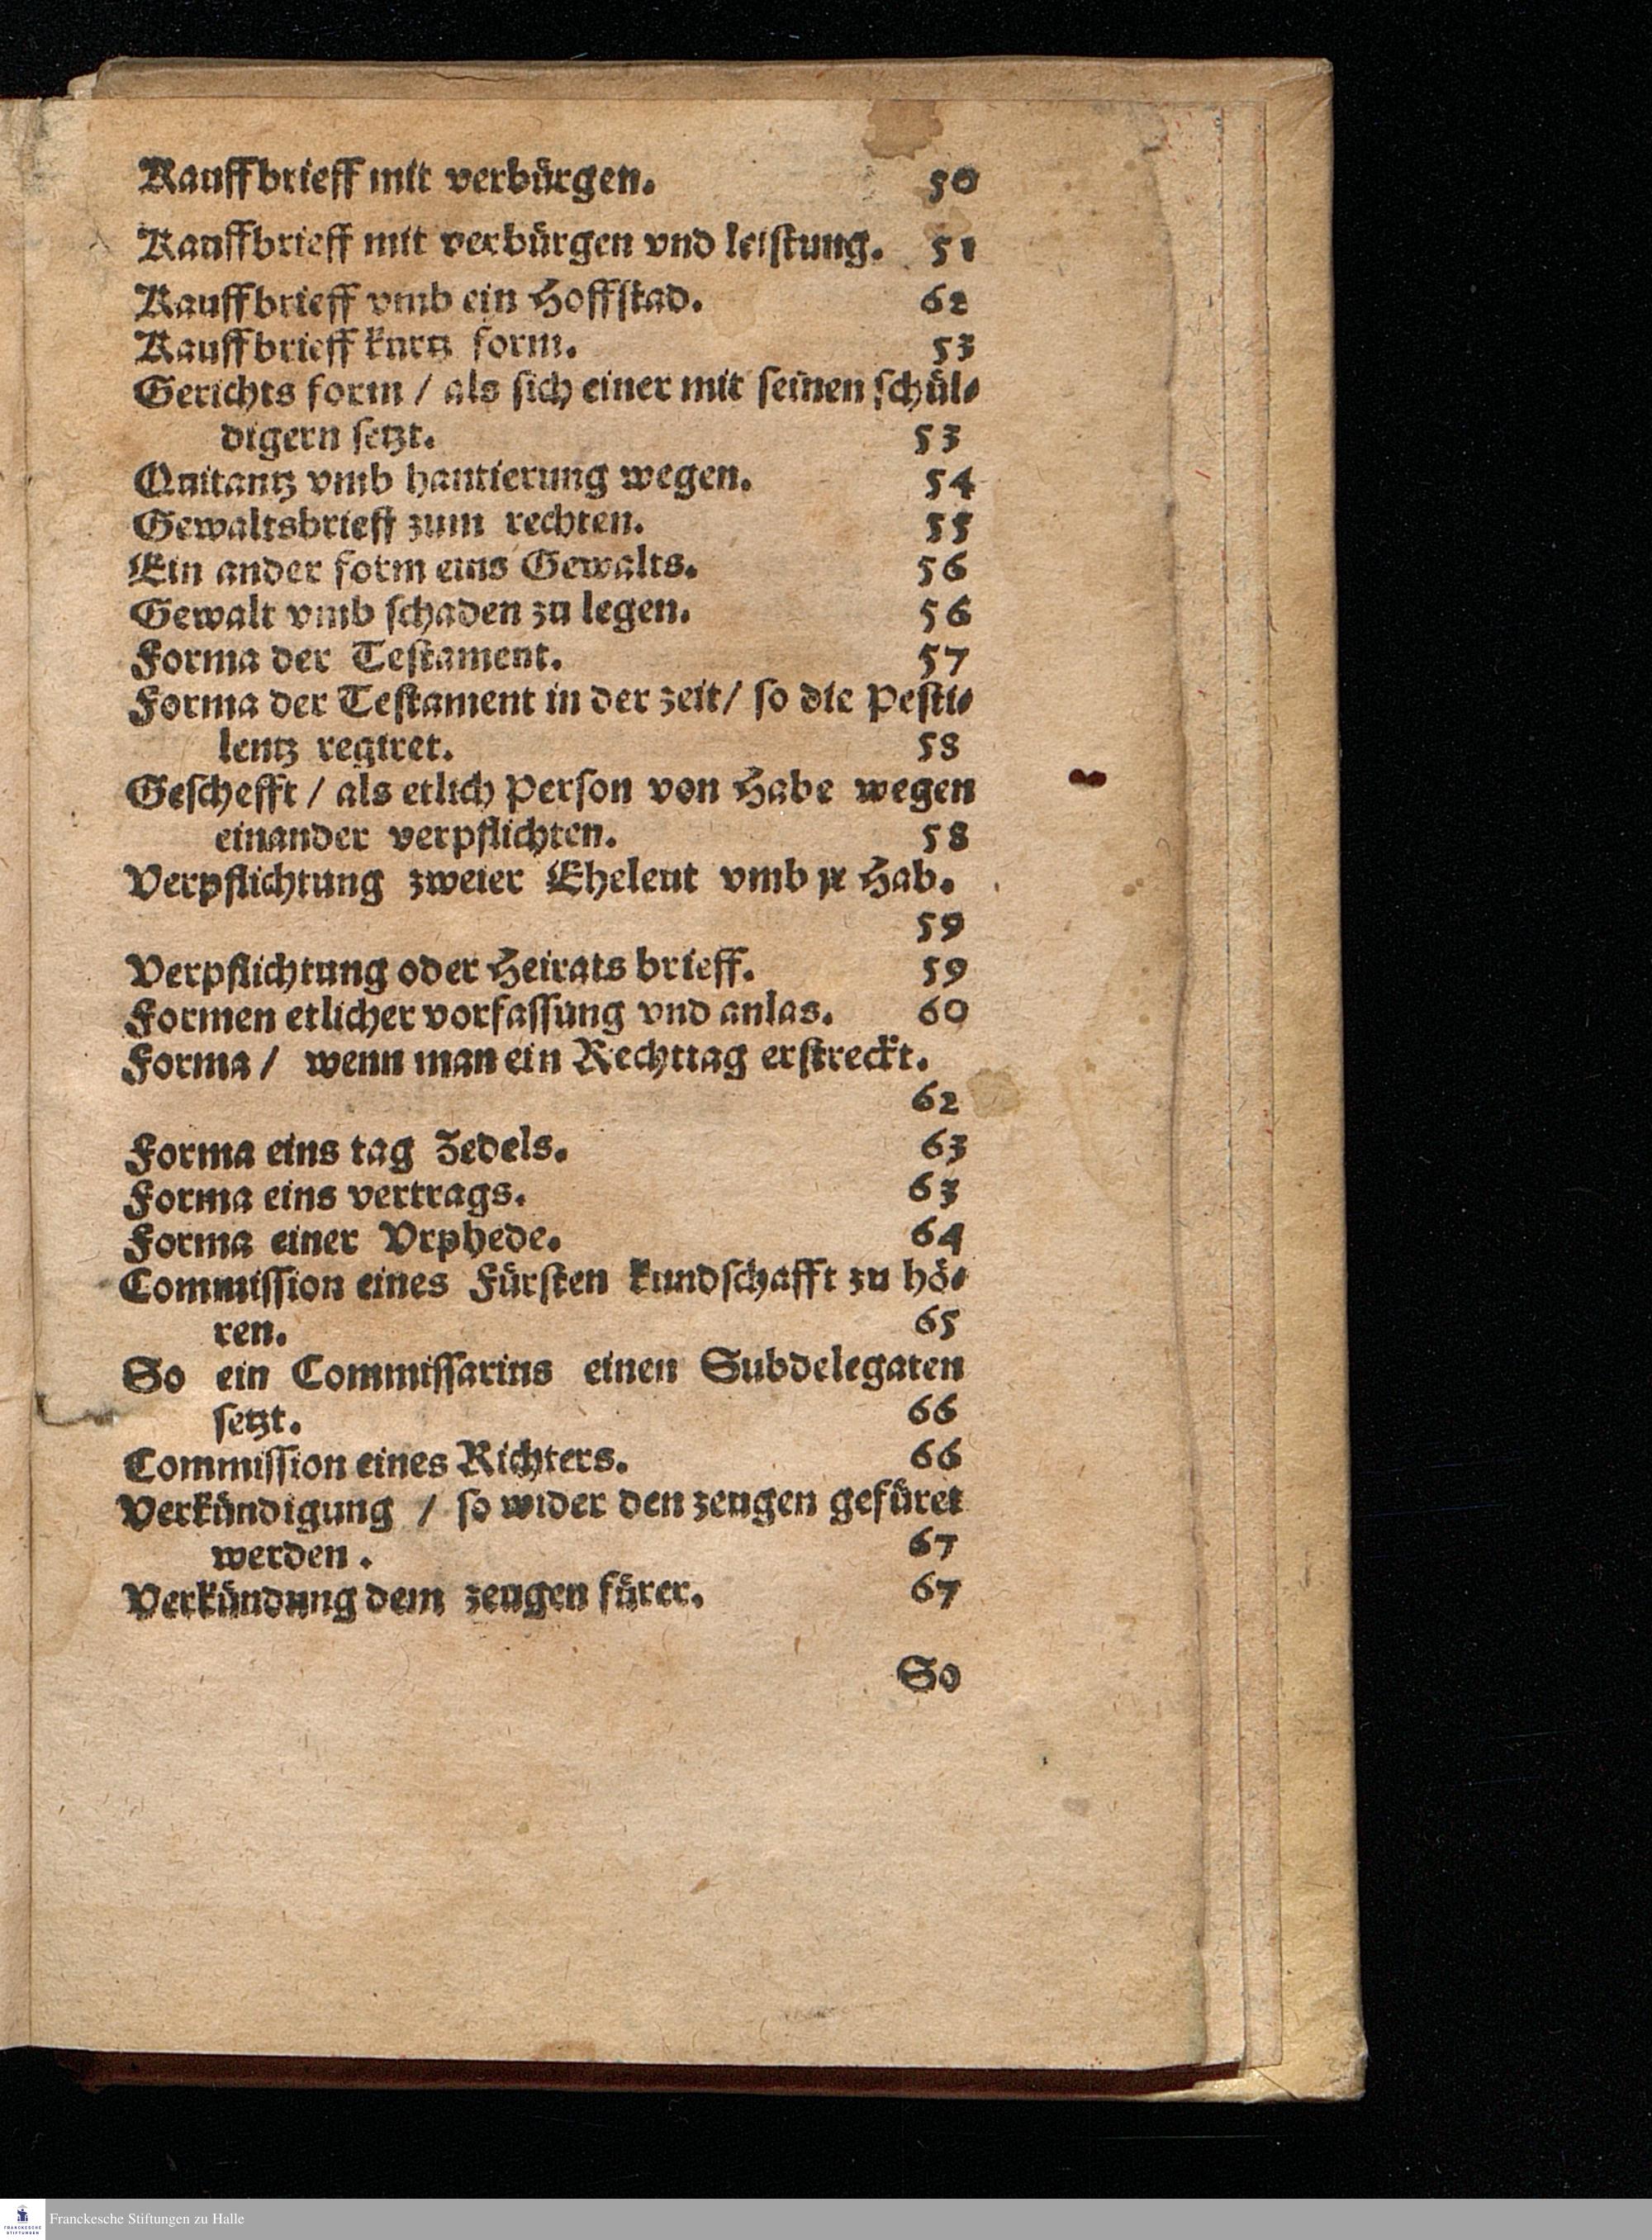 Kauffbrieff mit verbürgen. 50
Kauffbrieff mit verbürgen vnd leiſtung. 51
Kauffbrieff vmb ein Hoffſtad. 62
Kauffbrieff kurtz form. 53
Gerichts form / als ſich einer mit ſeinen ſchül⸗
digern ſetzt. 53
Quitantz vmb hantierung wegen. 54
Gewaltsbrieff zum rechten. 55
Ein ander form eins Gewalts. 56
Gewalt vmb ſchaden zu legen. 56
Forma der Teſtament. 57
Forma der Teſtament in der zeit/ ſo die Peſti⸗
lentz regiret. 58
Geſchefft / als etlich Perſon von Habe wegen
einander verpflichten. 58
Verpflichtung zweier Eheleut vmb jr Hab.
59
Verpflichtung oder Heirats brieff. 59
Formen etlicher vorfaſſung vnd anlas. 60
Forma / wenn man ein Rechttag erſtreckt.
62
Forma eins tag Zedels. 63
Forma eins vertrags. 63
Forma einer Vrphede. 64
Commiſſion eines Fürſten kundſchafft zu hö⸗
ren. 65
So ein Commiſſarius einen Subdelegaten
ſetzt. 66
Commiſſion eines Richters. 66
Verkündigung / ſo wider den zeugen gefüret
werden. 67
Verkündung dem zeugen fürer. 67
So
FRANCKESCHE
STIFTUNGEN
Franckesche Stiftungen zu Halle